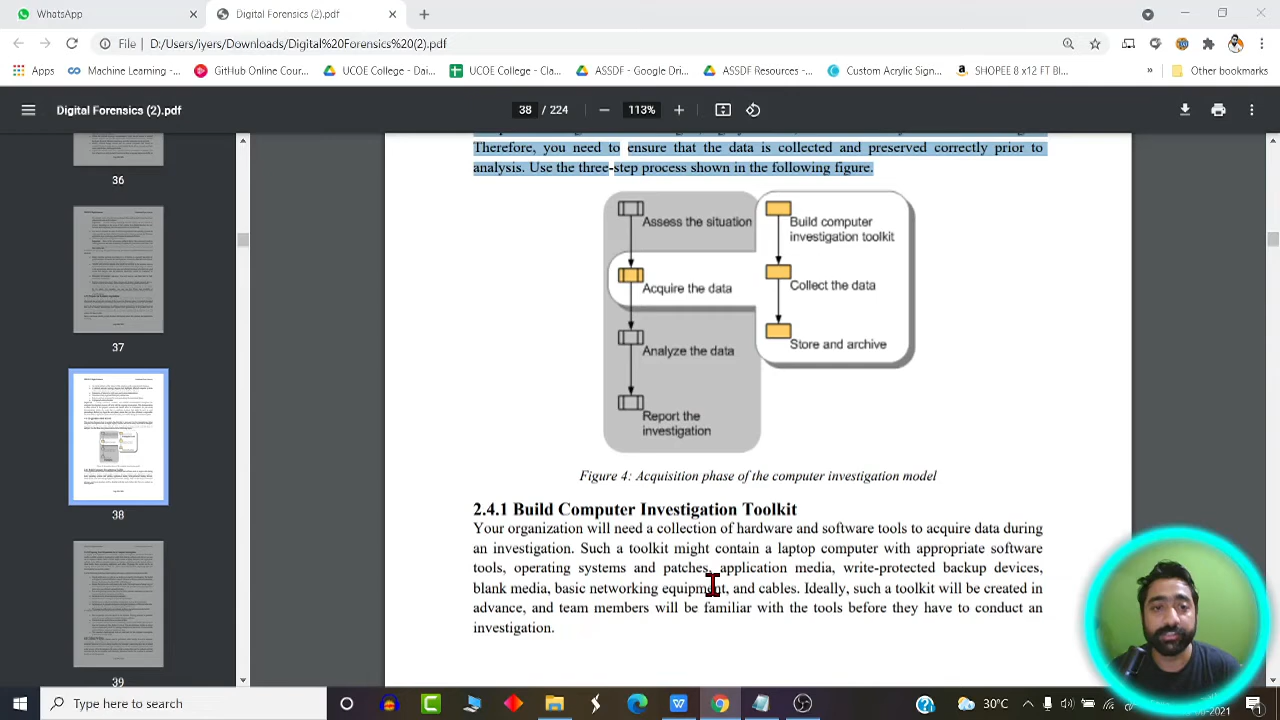 (1) WhatsApp
Digital Forensics
Digital Forensics
File | D:/Users/yers/Downloads/Digital%20Forensics%20(2).pdf
Apps
Machine Learning -...
GitHub Online Cour...
UCOE College - Dai...
UCOE College - Cla...
ASSDF - Google Dri...
ASSDF Resources -...
Custom Acrylic Sign...
SHOPEE 8 x12 FT Bl...
»
Other bookmarks
Digital Forensics (2).pdf
38 / 224
113%
36
37
38
39
Therefore, you need to ensure that the data is collected and preserved correctly prior to
analysis. Use the three-step process shown in the following figure.
Assess the situation
Acquire the data
Analyze the data
Report the
investigation
Build computer
investigation toolkit
Collect the data
Store and archive
Figure 4: Acquisition phase of the computer investigation model
2.4.1 Build Computer Investigation Toolkit
Your organization will need a collection of hardware and software tools to acquire data during
an investigation. Such a toolkit might contain a laptop computer with appropriate software
tools, operating systems and patches, application media, write-protected backup devices,
blank media, basic networking equipment, and cables. Ideally, such a toolkit will be created in
advance, and team members will be familiar with the tools before they have to conduct an
investigation.
Type here to search
30°C
ENG